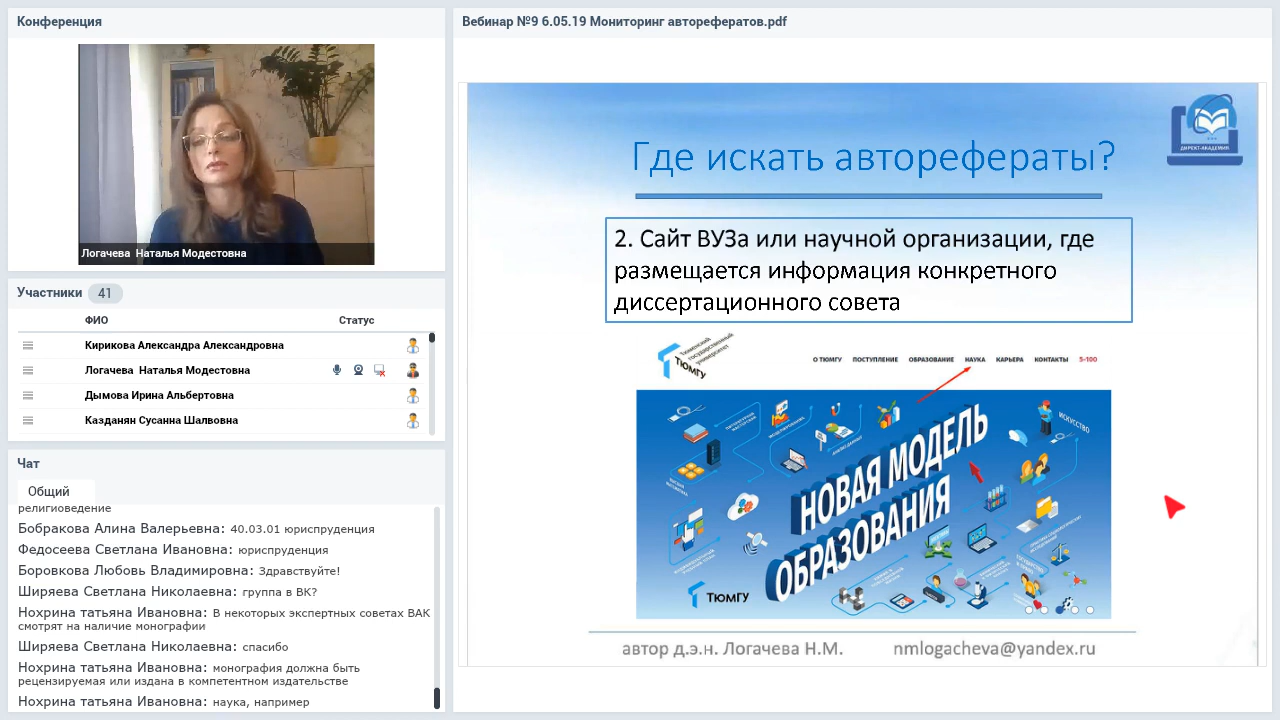 Конференция
Логачева Наталья Модестовна
Участники 41
ФИО
Статус
Кирикова Александра Александровна
Логачева Наталья Модестовна
Дымова Ирина Альбертовна
Казданян Сусанна Шалвовна
Чат
Общий
религиоведение
Бобракова Алина Валерьевна: 40.03.01 юриспруденция
Федосеева Светлана Ивановна: юриспруденция
Боровкова Любовь Владимировна: Здравствуйте!
Ширяева Светлана Николаевна: группа в ВК?
Нохрина татьяна Ивановна: В некоторых экспертных советах ВАК
смотрят на наличие монографии
Ширяева Светлана Николаевна: спасибо
Нохрина татьяна Ивановна: монография должна быть
рецензируемая или издана в компетентном издательстве
Нохрина татьяна Ивановна: наука, например
Вебинар №9 6.05.19 Мониторинг авторефератов.pdf
ДИРЕКТ-АКАДЕМИЯ
Где искать авторефераты?
2. Сайт ВУЗа или научной организации, где
размещается информация конкретного
диссертационного совета
Тюменский
государственный
университет
ТюмГУ
О ТЮМГУ ПОСТУПЛЕНИЕ ОБРАЗОВАНИЕ НАУКА КАРЬЕРА КОНТАКТЫ 5-100
ИСКУССТВО
НОВАЯ МОДЕЛЬ
ОБРАЗОВАНИЯ
ТюмГУ
автор д.э.н. Логачева Н.М. nmlogacheva@yandex.ru